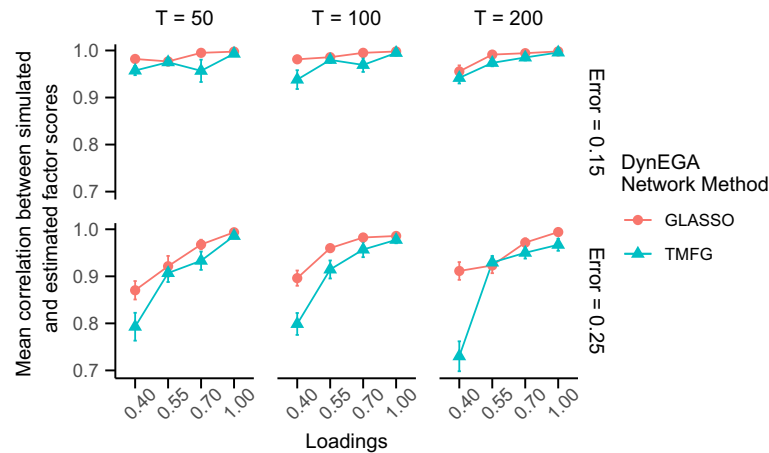 T = 50
T = 100
T = 200
Mean correlation between simulated
and estimated factor scores
1.0
0.9
0.8
0.7
Error = 0.15
1.0
0.9
0.8
0.7
Error = 0.25
0.40
0.55
0.70
1.00
0.40
0.55
0.70
1.00
0.40
0.55
0.70
1.00
Loadings
DynEGA
Network Method
GLASSO
TMFG